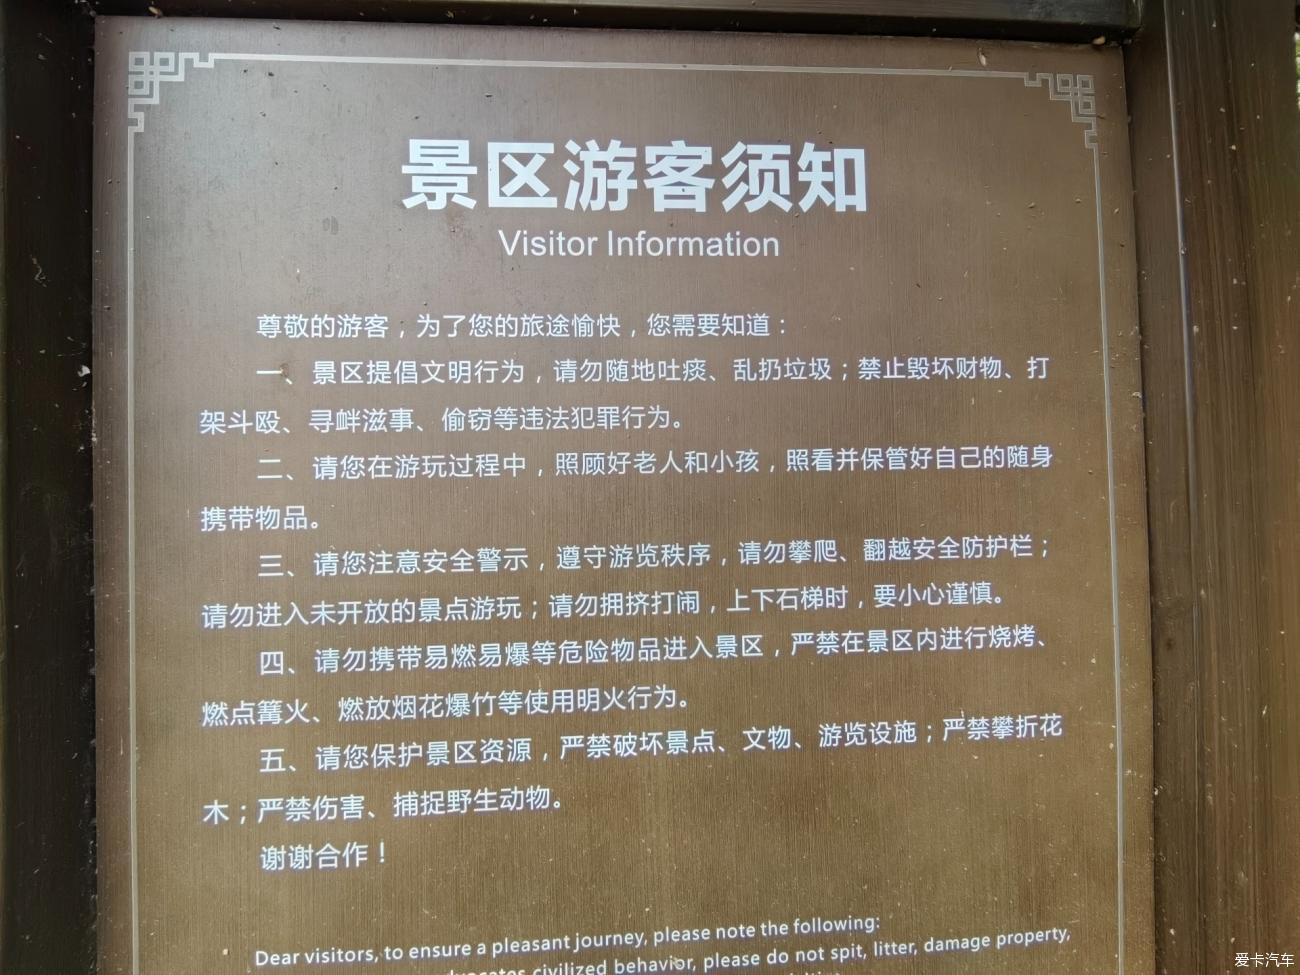 景区游客须知
Visitor Information
尊敬的游客，为了您的旅途愉快，您需要知道：
一、景区提倡文明行为，请勿随地吐痰、乱扔垃圾；禁止毁坏财物、打
架斗殴、寻衅滋事、偷窃等违法犯罪行为。
二、请您在游玩过程中，照顾好老人和小孩，照看并保管好自己的随身
携带物品。
三、请您注意安全警示，遵守游览秩序，请勿攀爬、翻越安全防护栏；
请勿进入未开放的景点游玩；请勿拥挤打闹，上下石梯时，要小心谨慎。
四、请勿携带易燃易爆等危险物品进入景区，严禁在景区内进行烧烤、
燃点篝火、燃放烟花爆竹等使用明火行为。
五、请您保护景区资源，严禁破坏景点、文物、游览设施；严禁攀折花
木；严禁伤害、捕捉野生动物。
谢谢合作！
Dear visitors, to ensure a pleasant journey, please note the following:
civilized behavior, please do not spit, litter, damage property,
爱卡汽车